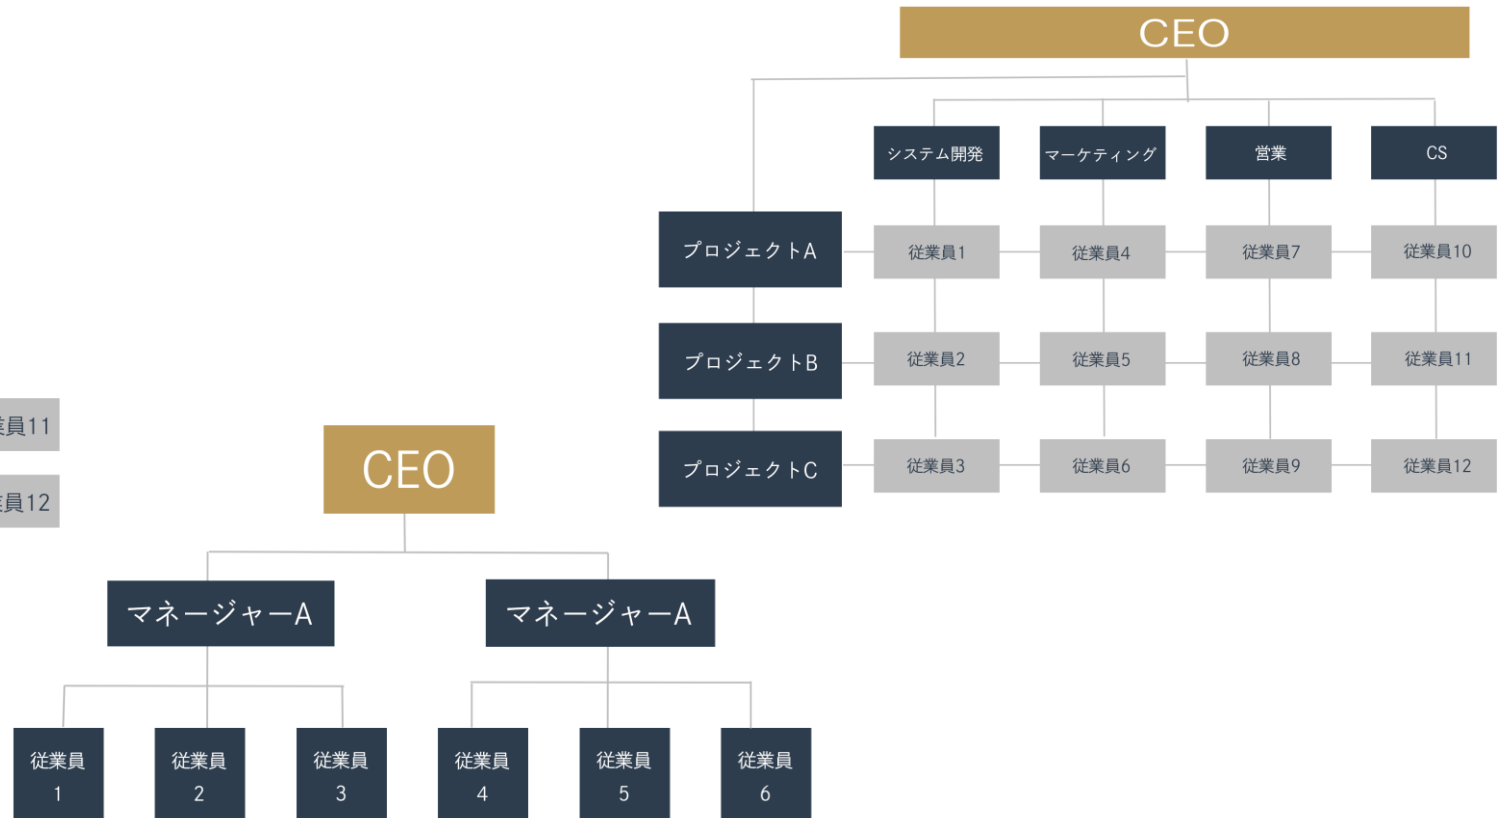 CEO
システム開発
マーケティング
営業
CS
プロジェクトA
従業員1
従業員4
従業員7
従業員10
プロジェクトB
従業員2
従業員5
従業員8
従業員11
プロジェクトC
従業員3
従業員6
従業員9
従業員12
員11
員12
CEO
マネージャーA
マネージャーA
従業員
1
従業員
2
従業員
3
従業員
4
従業員
5
従業員
6